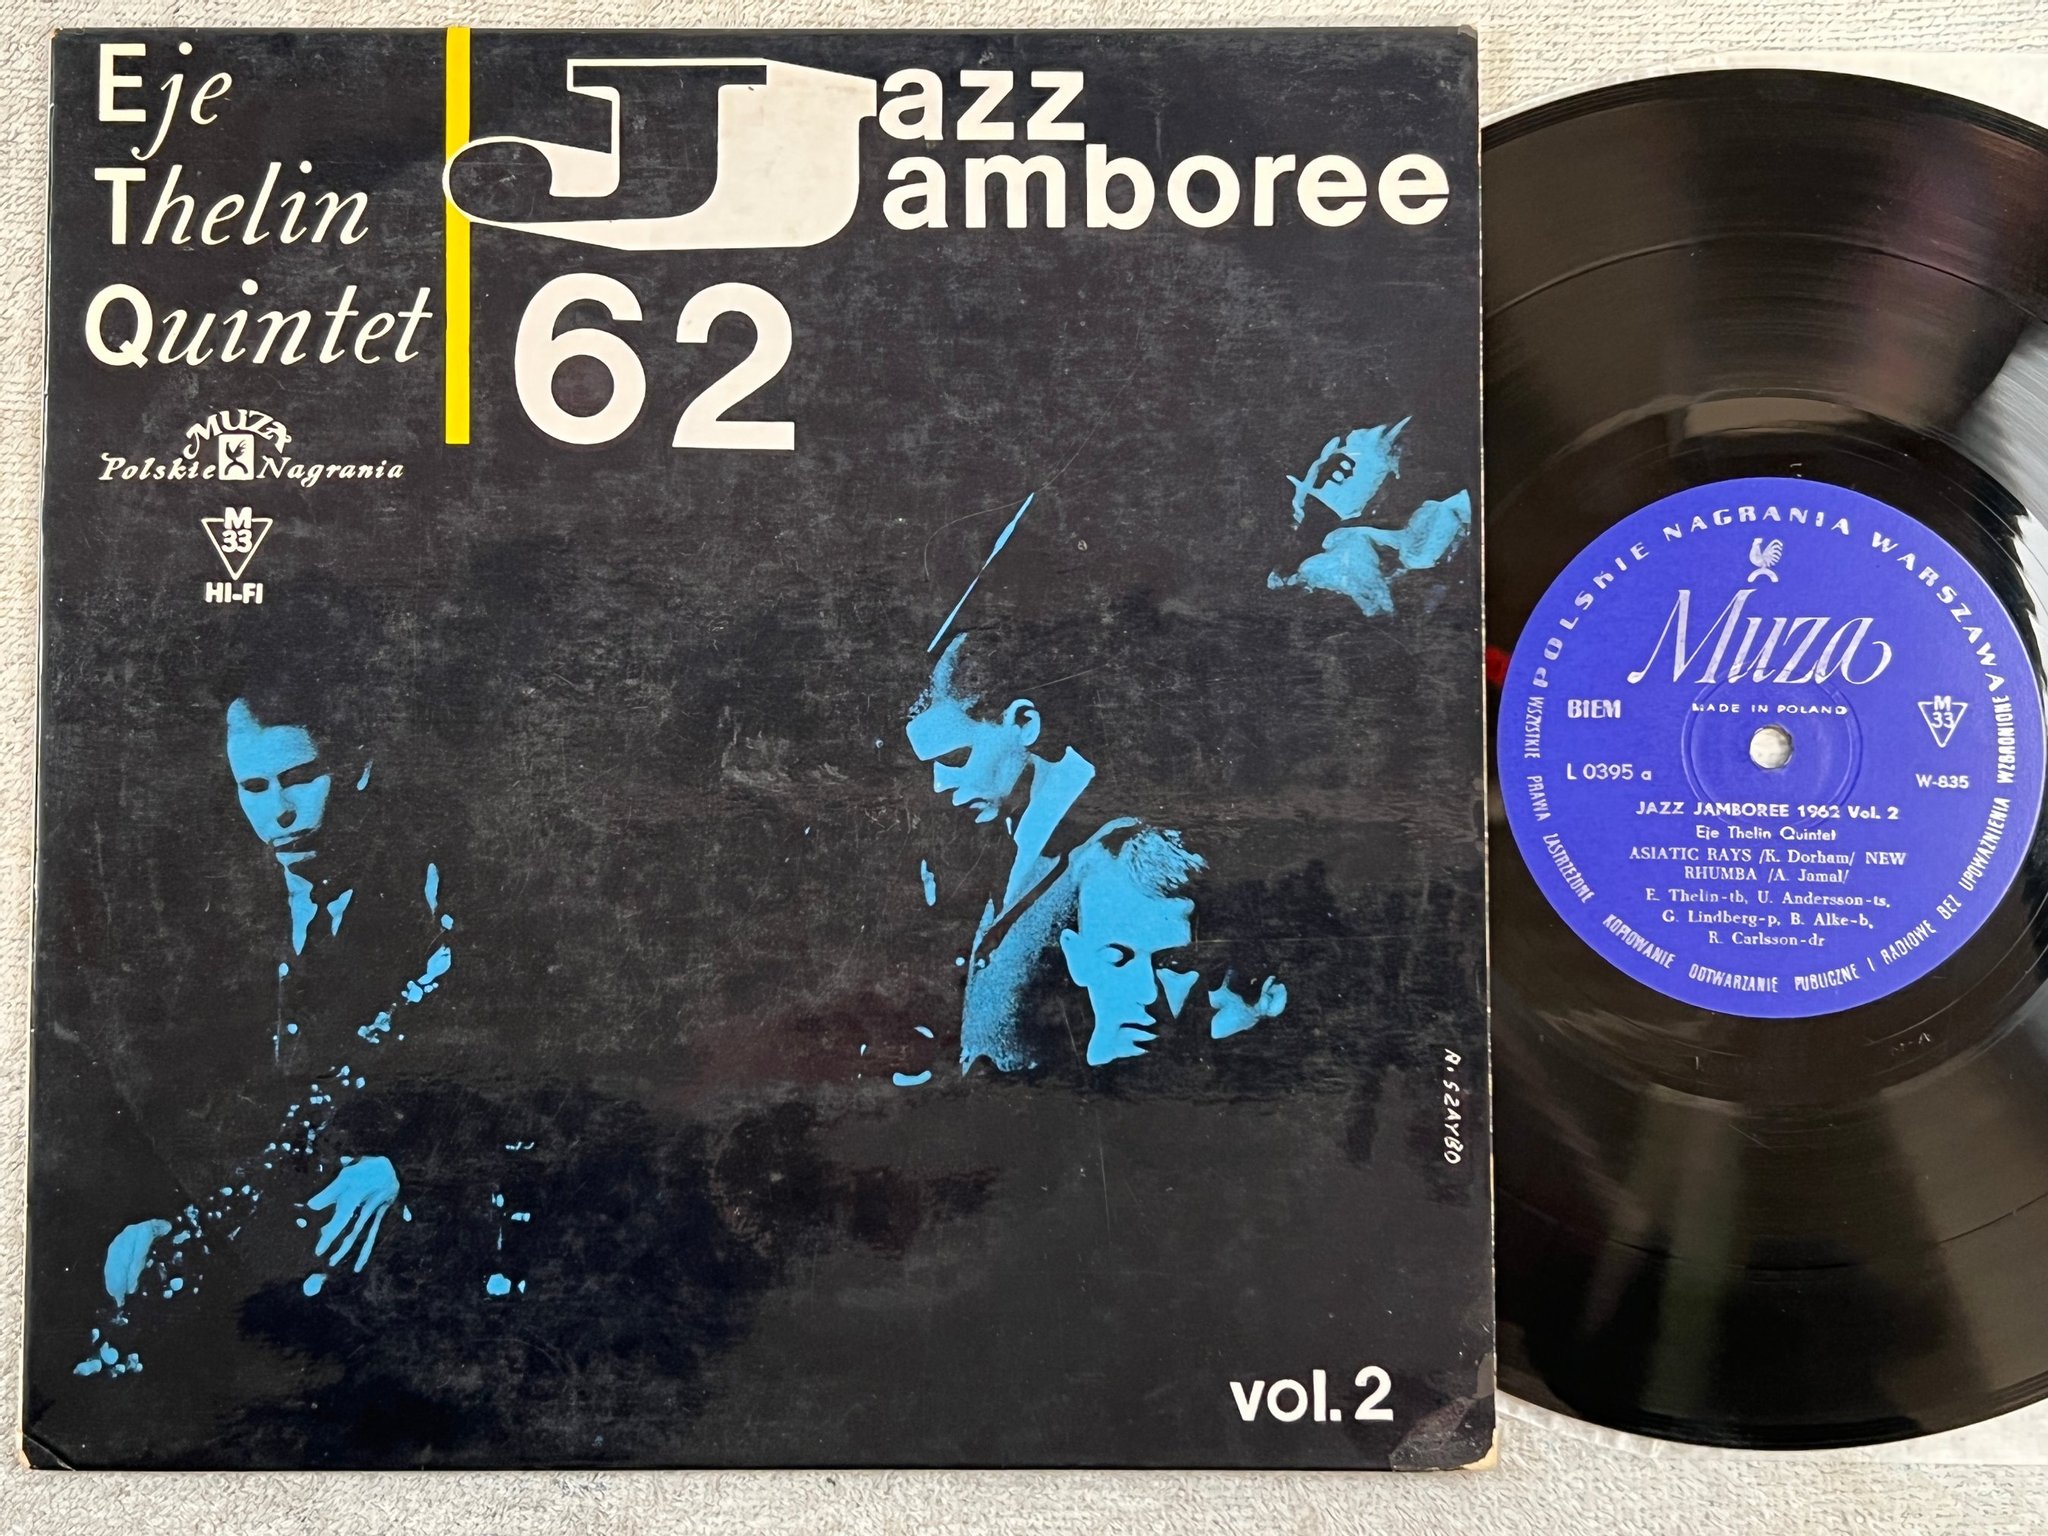 Eje
Thelin
Quintet
Jazz
Jamboree
62
MUZA
Polskie Nagrania
M
33
HI-FI
R. SZAYBO
vol.2
POLSKIE NAGRANIA WARSZAWA
Muza
MADE IN POLAND
BIEM
M
33
L 0395 a
W-835
JAZZ JAMBOREE 1962 Vol. 2
Eje Thelin Quintet
ASIATIC RAYS /K. Dorham/ NEW
RHUMBA /A. Jamal/
E. Thelin-tb, U. Andersson-ts,
G. Lindberg-p, B. Alke-b,
R. Carlsson-dr
WSZYSTKIE PRAWA ZASTRZEŻONE KOPIOWANIE ODTWARZANIE PUBLICZNE I RADIOWE BEZ UPOWAŻNIENIA WZBRONIONE